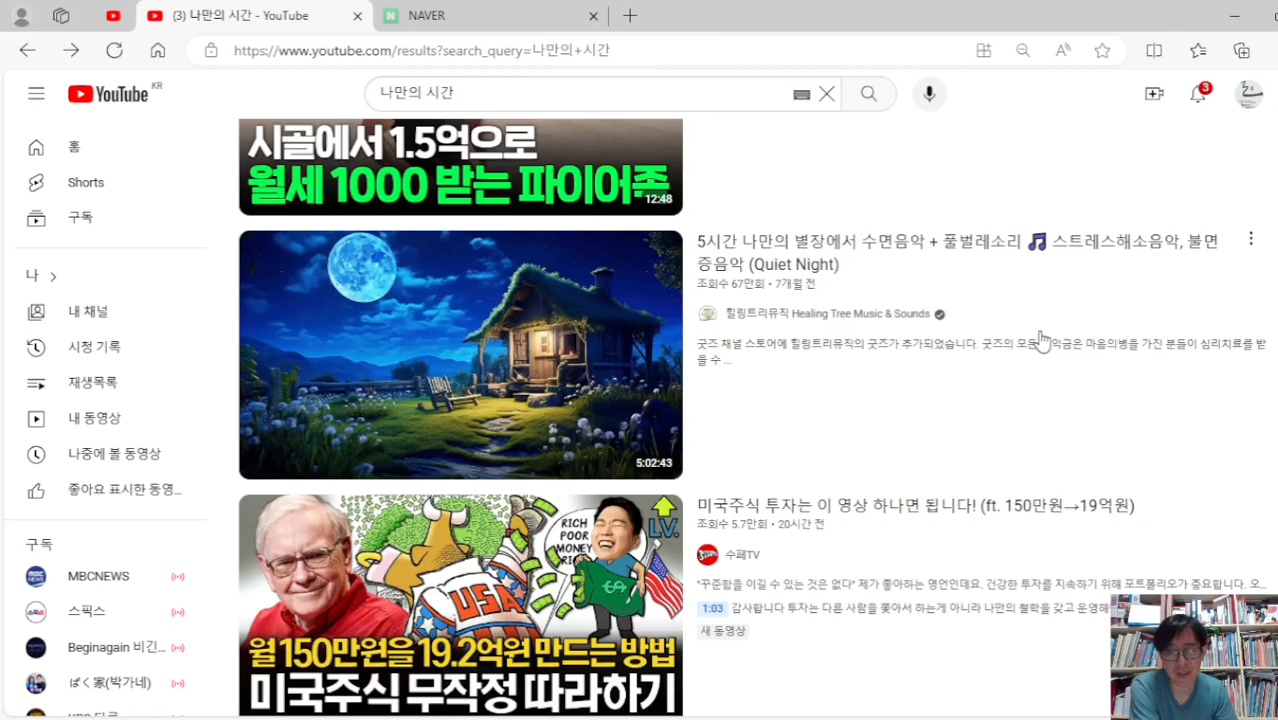 (3) 나만의 시간 - YouTube
NAVER
https://www.youtube.com/results?search_query=나만의+시간
YouTube KR
나만의 시간
3
홈
Shorts
구독
나
내 채널
시청 기록
재생목록
내 동영상
나중에 볼 동영상
좋아요 표시한 동영...
구독
MBCNEWS
스픽스
Beginagain 비긴...
ばく家(박가네)
시골에서 1.5억으로
월세 1000 받는 파이어족
12:48
5시간 나만의 별장에서 수면음악 + 풀벌레소리 🎵 스트레스해소음악, 불면
증음악 (Quiet Night)
조회수 67만회 • 7개월 전
힐링트리뮤직 Healing Tree Music & Sounds
굿즈 채널 스토어에 힐링트리뮤직의 굿즈가 추가되었습니다. 굿즈의 모든 익금은 마음의병을 가진 분들이 심리치료를 받
을 수 ...
5:02:43
RICH
POOR
MONEY
LV.
USA
월 150만원을 19.2억원 만드는 방법
미국주식 무작정 따라하기
미국주식 투자는 이 영상 하나면 됩니다! (ft. 150만원→19억원)
조회수 5.7만회 • 20시간 전
수페TV
"꾸준함을 이길 수 있는 것은 없다" 제가 좋아하는 명언인데요. 건강한 투자를 지속하기 위해 포트폴리오가 중요합니다. 오...
1:03 감사합니다 투자는 다른 사람을 쫓아서 하는게 아니라 나만의 철학을 갖고 운영해
새 동영상